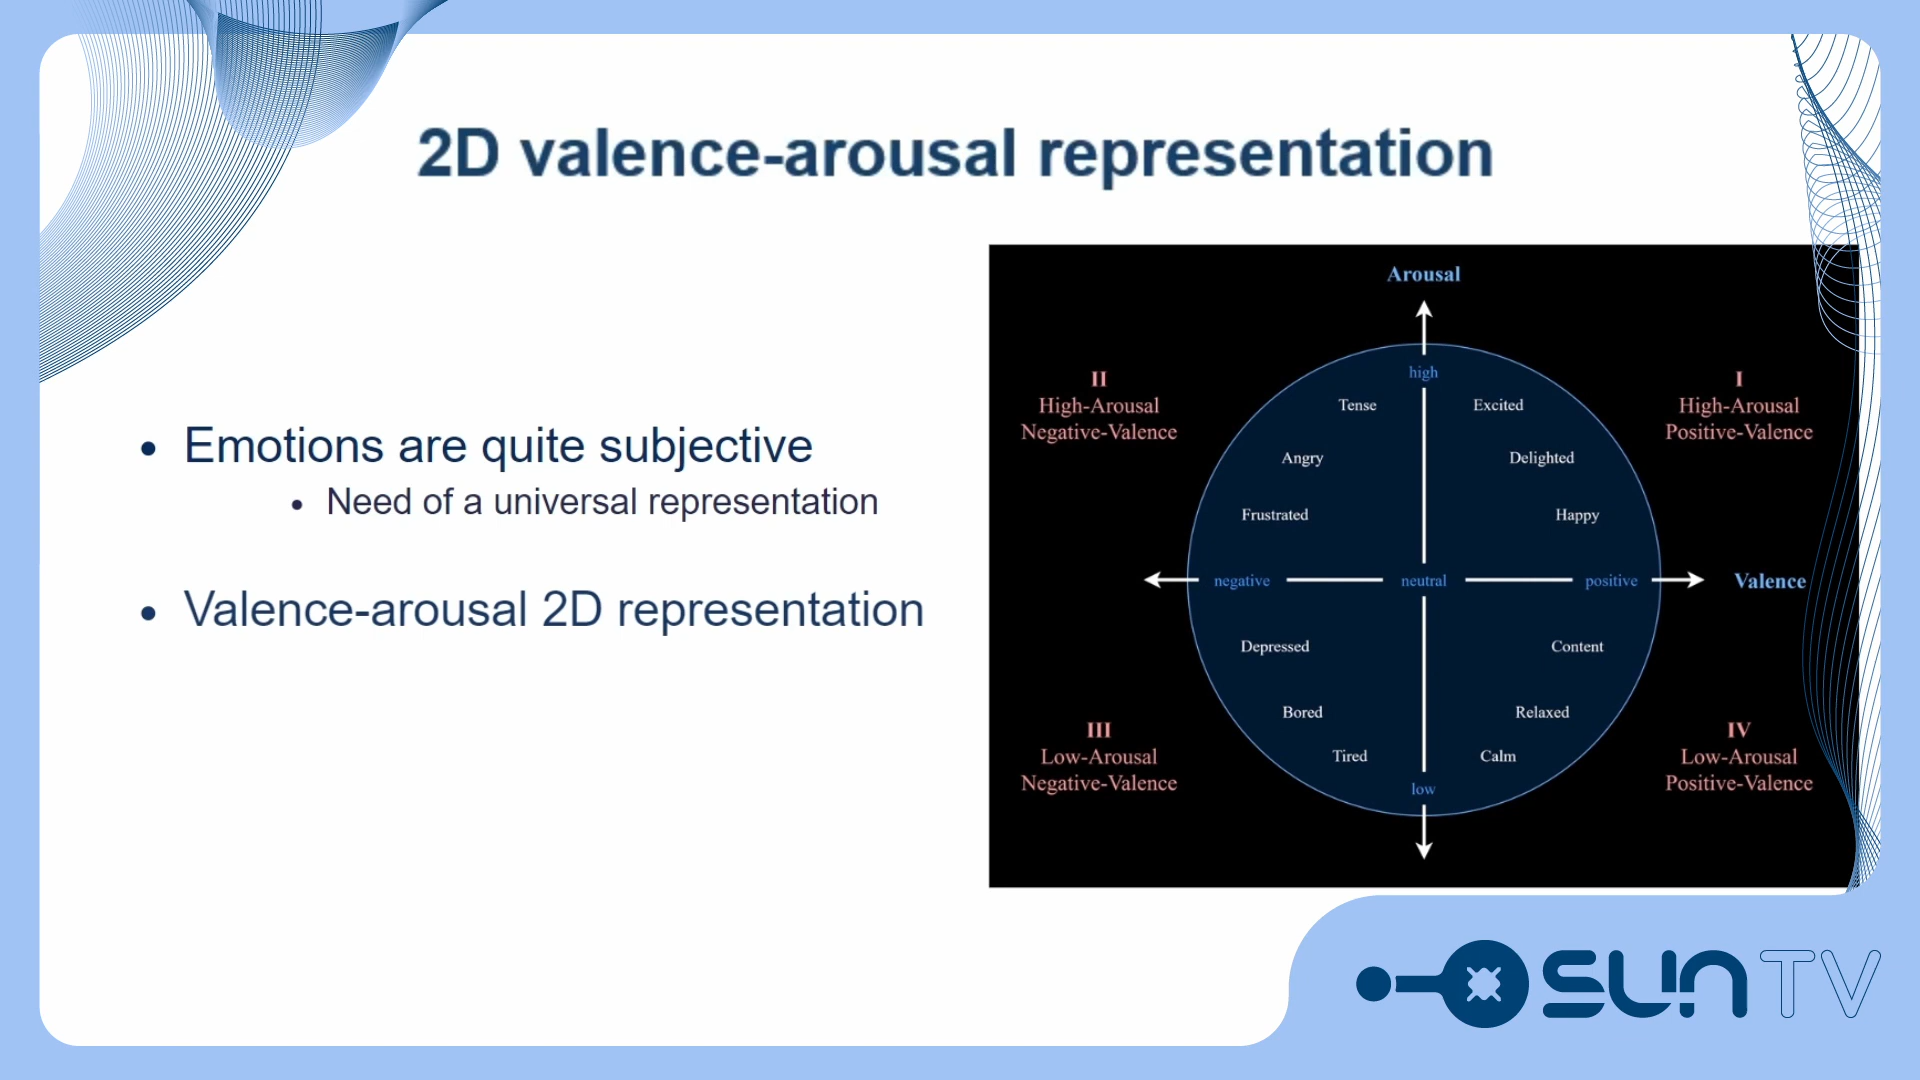 2D valence-arousal representation
• Emotions are quite subjective
• Need of a universal representation
• Valence-arousal 2D representation
Arousal
II
High-Arousal
Negative-Valence
I
High-Arousal
Positive-Valence
high
Tense
Excited
Angry
Delighted
Frustrated
Happy
negative
neutral
positive
Valence
Depressed
Content
Bored
Relaxed
Tired
Calm
low
III
Low-Arousal
Negative-Valence
IV
Low-Arousal
Positive-Valence
sun TV